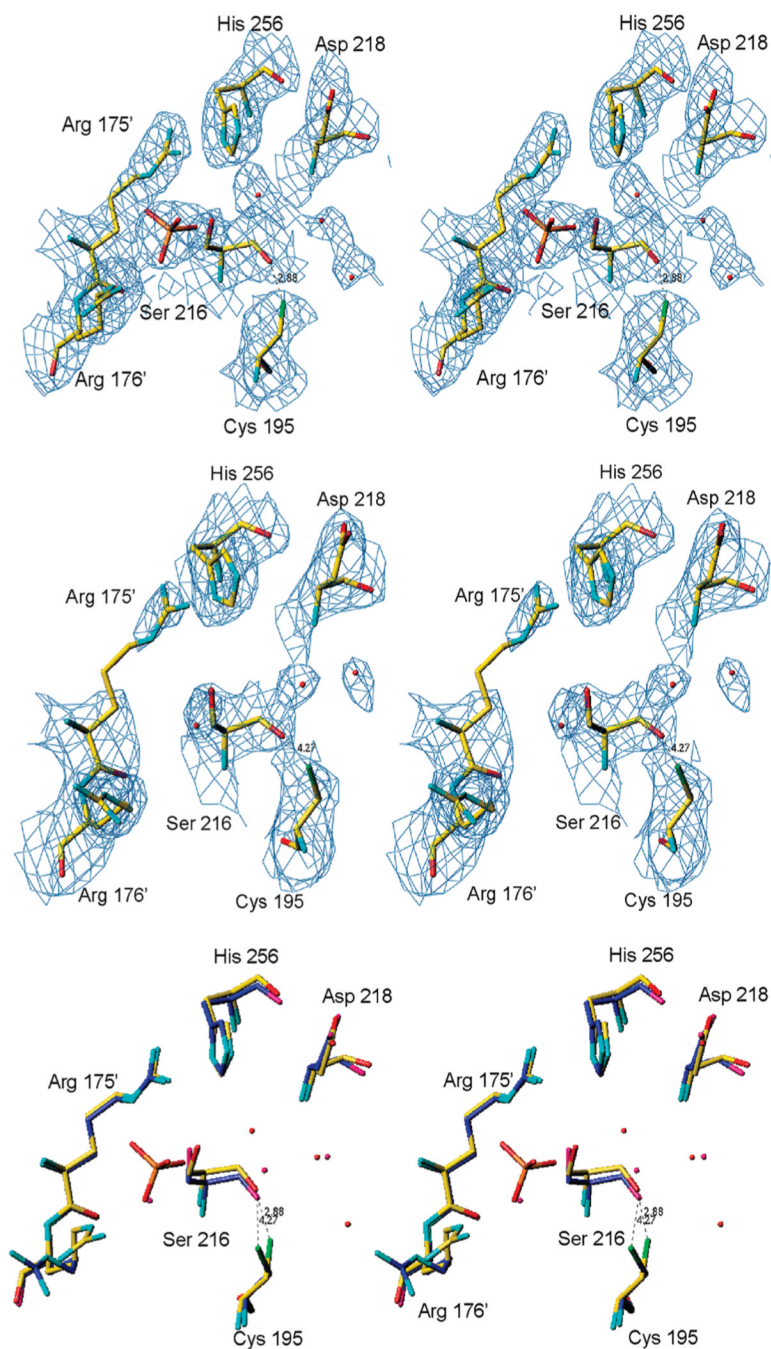 His 256 His 256
Asp 218 Asp 218
Arg 175' Arg 175'
2.88 2.88
Ser 216 Ser 216
Arg 176' Arg 176'
Cys 195 Cys 195
His 256 His 256
Asp 218 Asp 218
Arg 175' Arg 175'
4.27 4.27
Ser 216 Ser 216
Arg 176' Arg 176'
Cys 195 Cys 195
His 256 His 256
Asp 218 Asp 218
Arg 175' Arg 175'
2.88 2.88
4.27 4.27
Ser 216 Ser 216
Arg 176'
Cys 195 Cys 195